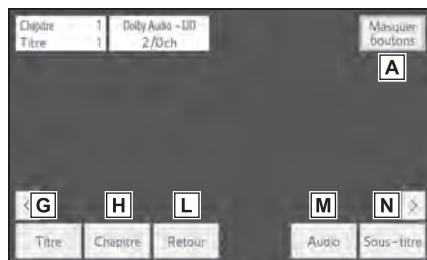 Chapitre 1
Titre 1
Dolby Audio - DD
2/0ch
Masquer
boutons
A
<
G
H
L
M
N
>
Titre
Chapitre
Retour
Audio
Sous-titre